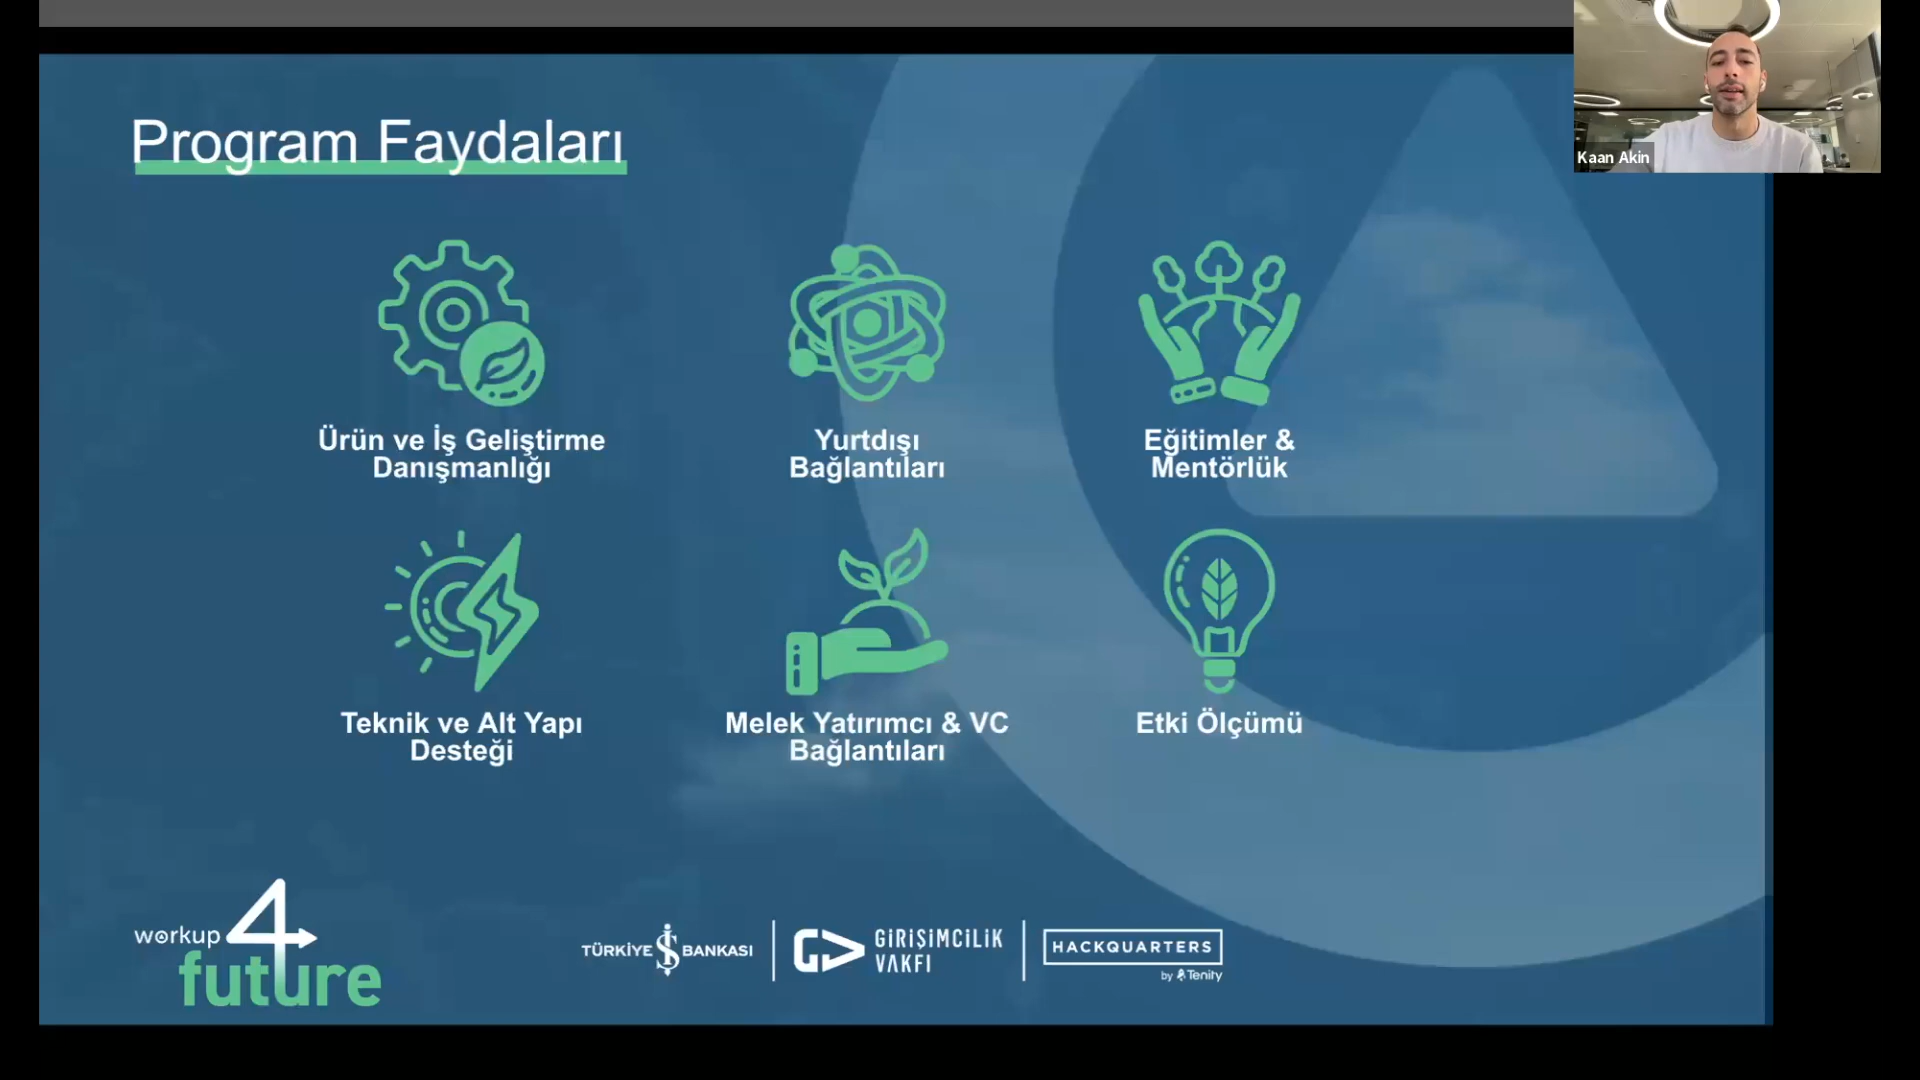 Kaan Akin
Program Faydaları
Ürün ve İş Geliştirme
Danışmanlığı
Yurtdışı
Bağlantıları
Eğitimler &
Mentörlük
Teknik ve Alt Yapı
Desteği
Melek Yatırımcı & VC
Bağlantıları
Etki Ölçümü
workup 4
future
TÜRKİYE İŞ BANKASI
GİRİŞİMCİLİK
VAKFI
HACKQUARTERS
by Tenity